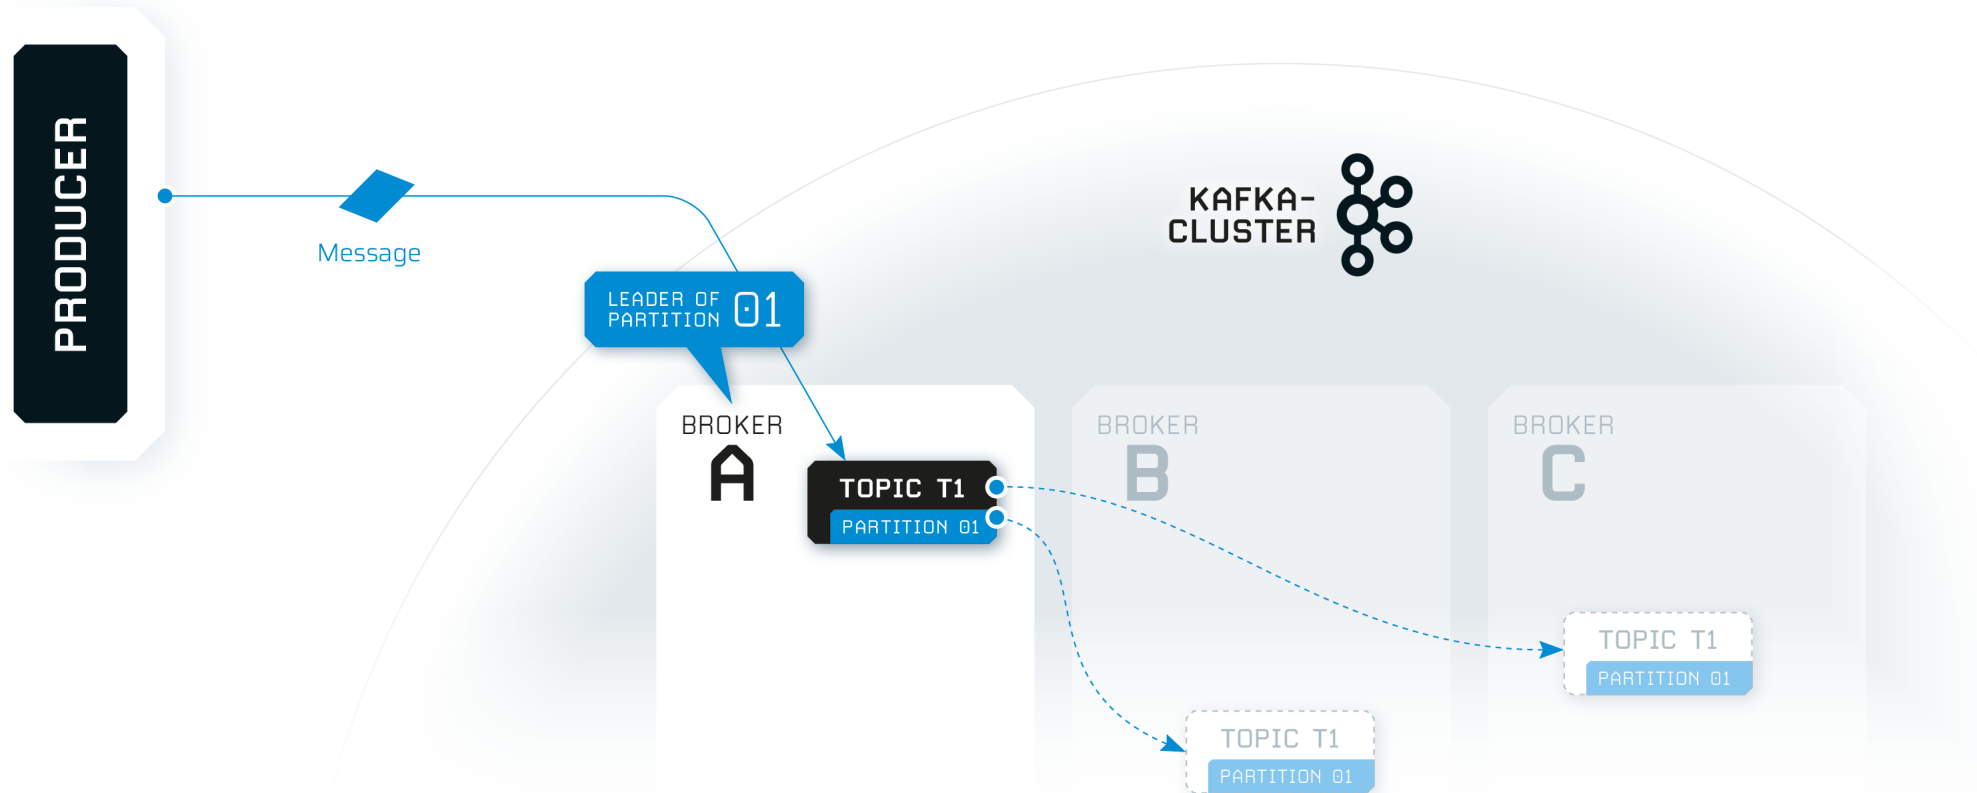 PRODUCER
Message
KAFKA-
CLUSTER
LEADER OF
PARTITION
01
BROKER
A
TOPIC T1
PARTITION 01
BROKER
B
TOPIC T1
PARTITION 01
BROKER
C
TOPIC T1
PARTITION 01